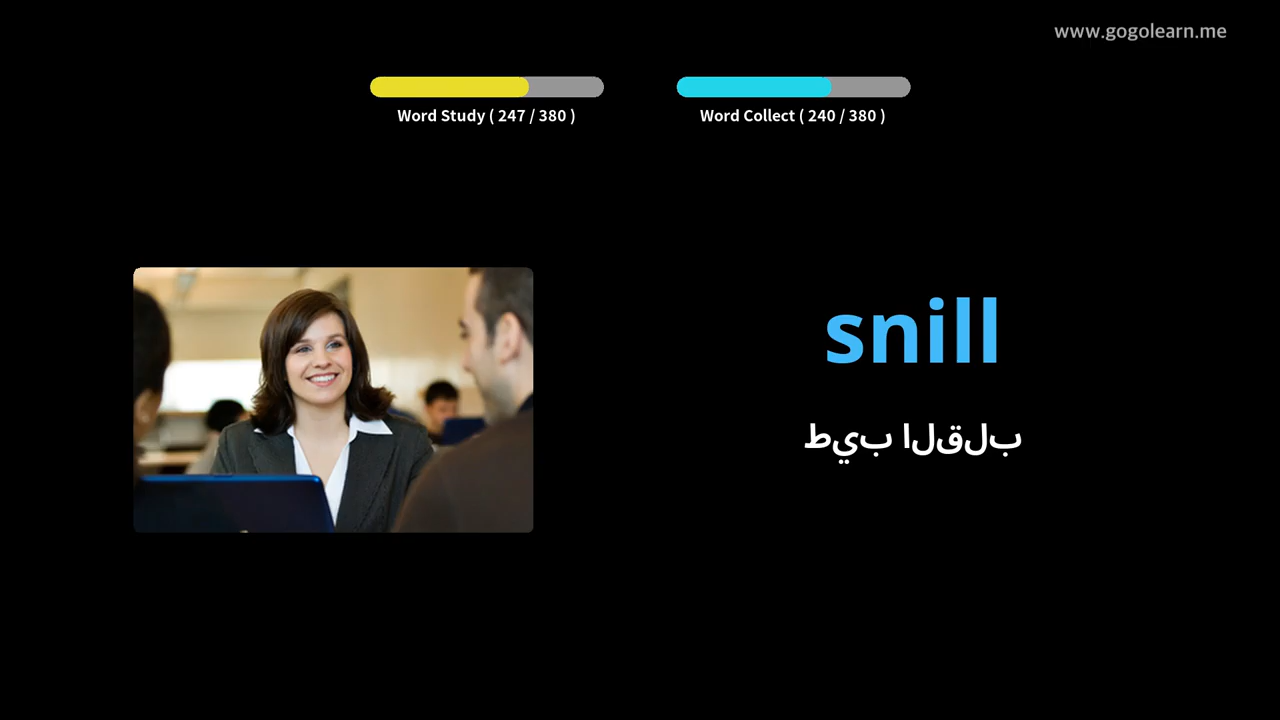 www.gogolearn.me
Word Study ( 247 / 380 )
Word Collect ( 240 / 380 )
snill
طيب القلب